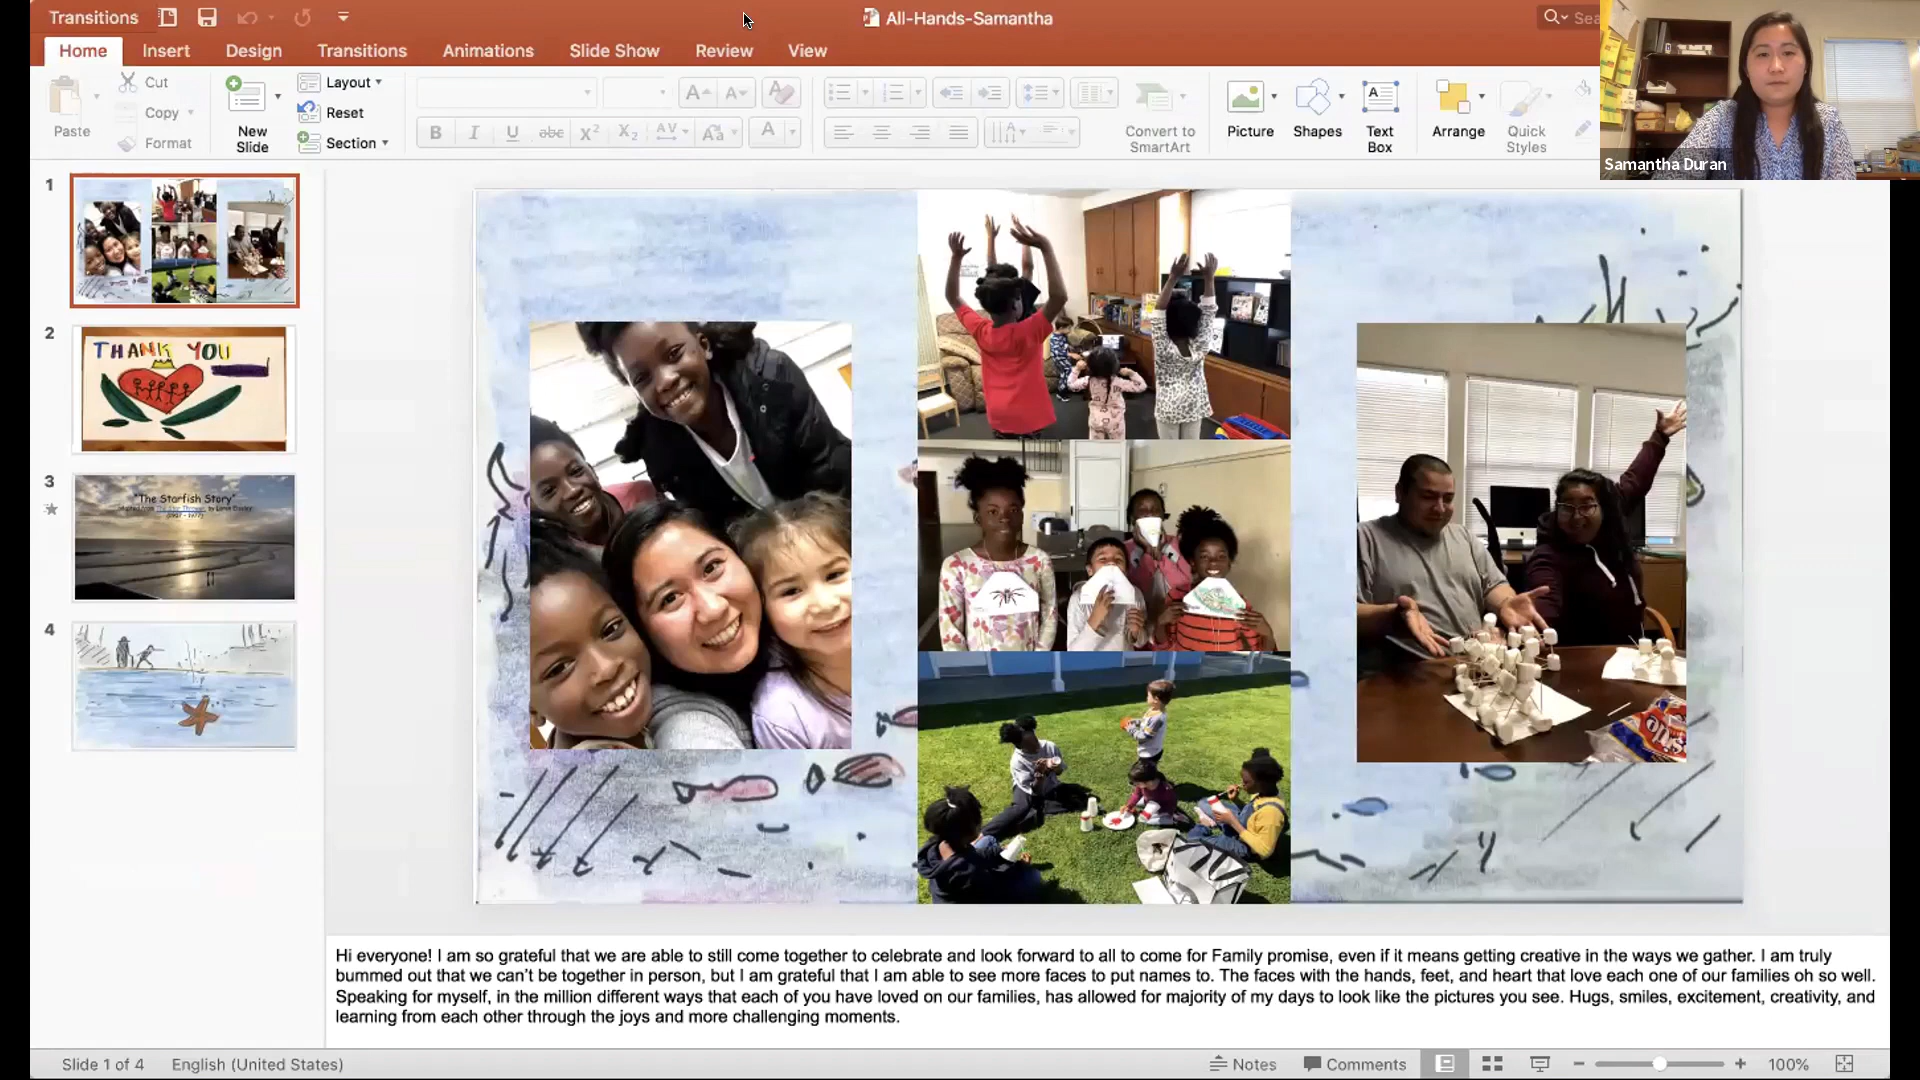 Transitions
All-Hands-Samantha
Home Insert Design Transitions Animations Slide Show Review View
Paste
Cut
Copy
Format
New
Slide
Layout
Reset
Section
Convert to
SmartArt
Picture
Shapes
Text
Box
Arrange
Quick
Styles
Samantha Duran
1
2
THANK YOU
3
"The Starfish Story"
4
Hi everyone! I am so grateful that we are able to still come together to celebrate and look forward to all to come for Family promise, even if it means getting creative in the ways we gather. I am truly
bummed out that we can't be together in person, but I am grateful that I am able to see more faces to put names to. The faces with the hands, feet, and heart that love each one of our families oh so well.
Speaking for myself, in the million different ways that each of you have loved on our families, has allowed for majority of my days to look like the pictures you see. Hugs, smiles, excitement, creativity, and
learning from each other through the joys and more challenging moments.
Slide 1 of 4 English (United States) Notes Comments 100%